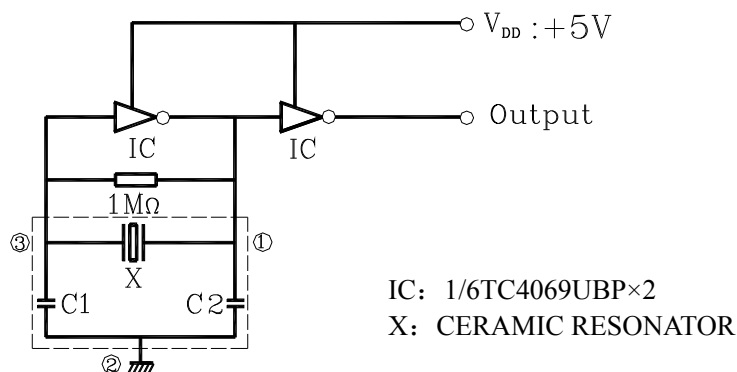 V_DD :+5V
Output
IC
IC
1MΩ
③
①
X
C1
C2
②
IC：1/6TC4069UBP×2
X：CERAMIC RESONATOR